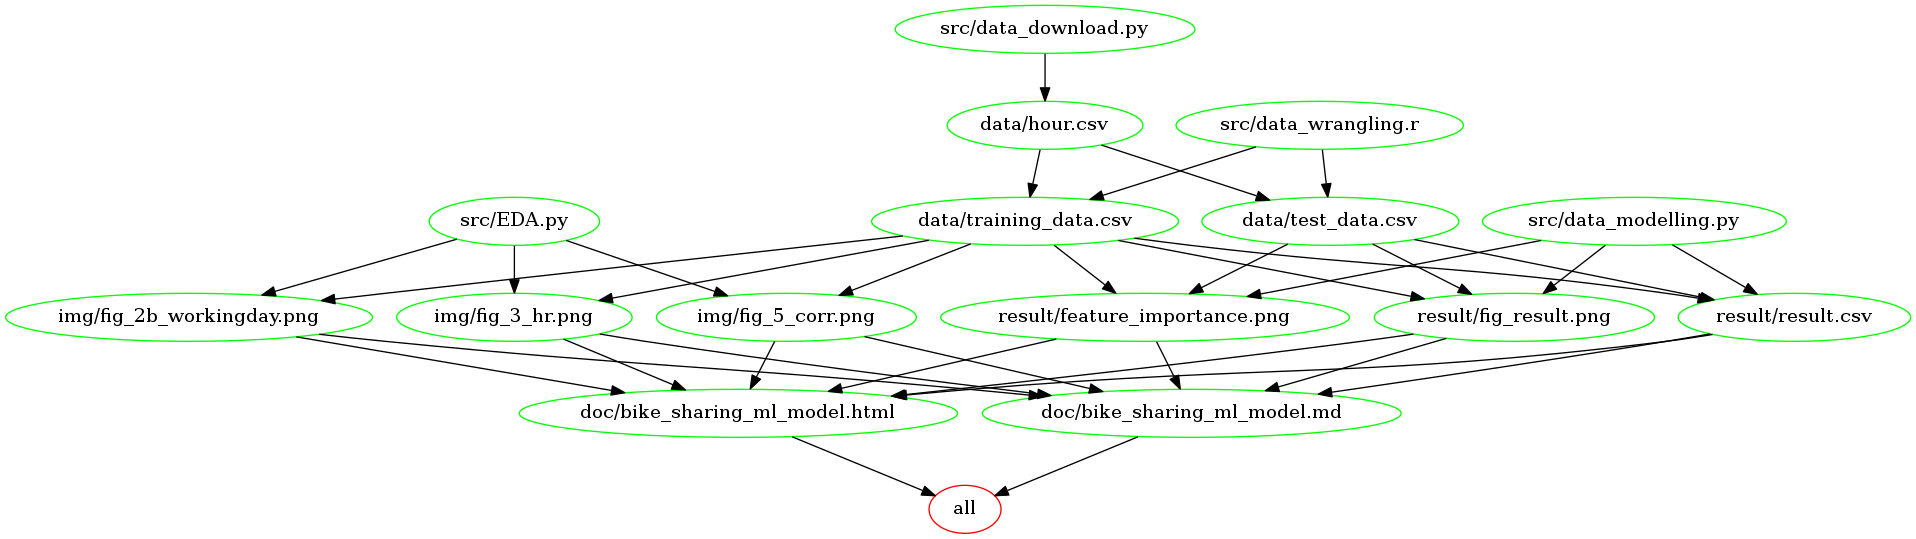 src/data_download.py
data/hour.csv
src/data_wrangling.r
src/EDA.py
data/training_data.csv
data/test_data.csv
src/data_modelling.py
img/fig_2b_workingday.png
img/fig_3_hr.png
img/fig_5_corr.png
result/feature_importance.png
result/fig_result.png
result/result.csv
doc/bike_sharing_ml_model.html
doc/bike_sharing_ml_model.md
all